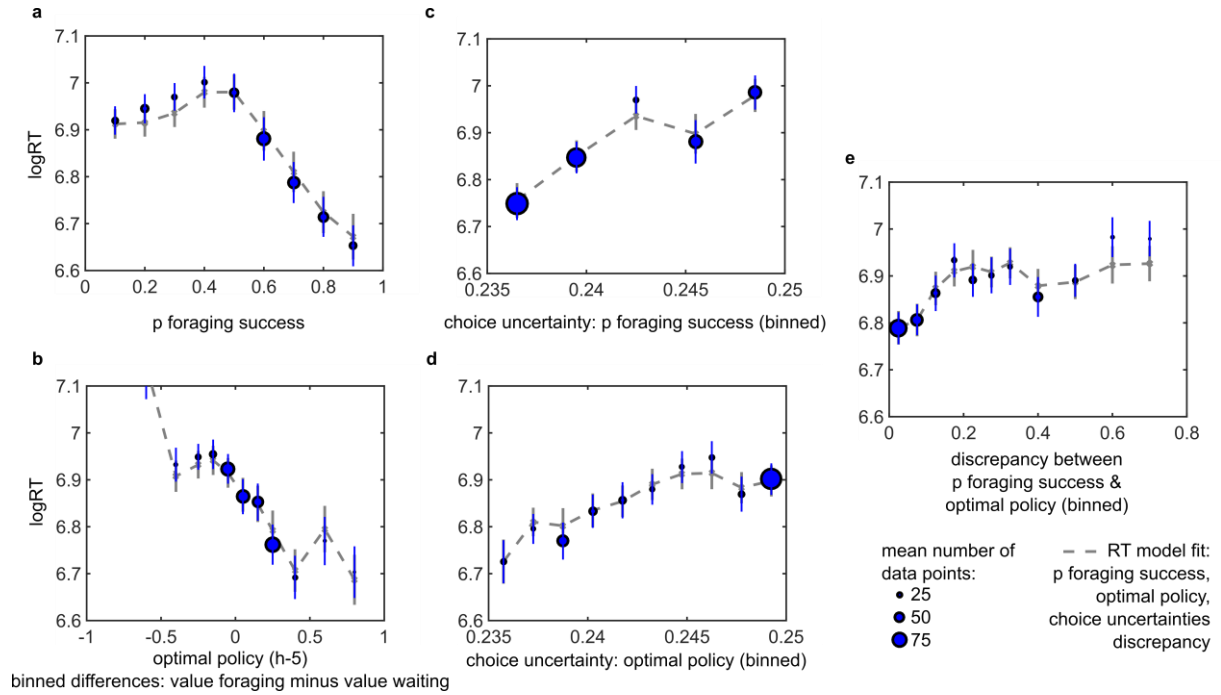 a
7.1
7
6.9
6.8
6.7
6.6
logRT
0
0.2
0.4
0.6
0.8
1
p foraging success
c
7.1
7
6.9
6.8
6.7
6.6
0.235
0.24
0.245
0.25
choice uncertainty: p foraging success (binned)
b
7.1
7
6.9
6.8
6.7
6.6
logRT
-1
-0.5
0
0.5
1
optimal policy (h-5)
binned differences: value foraging minus value waiting
d
7.1
7
6.9
6.8
6.7
6.6
0.235
0.24
0.245
0.25
choice uncertainty: optimal policy (binned)
e
7.1
7
6.9
6.8
6.7
6.6
0
0.2
0.4
0.6
0.8
discrepancy between
p foraging success &
optimal policy (binned)
mean number of
data points:
25
50
75
RT model fit:
p foraging success,
optimal policy,
choice uncertainties
discrepancy